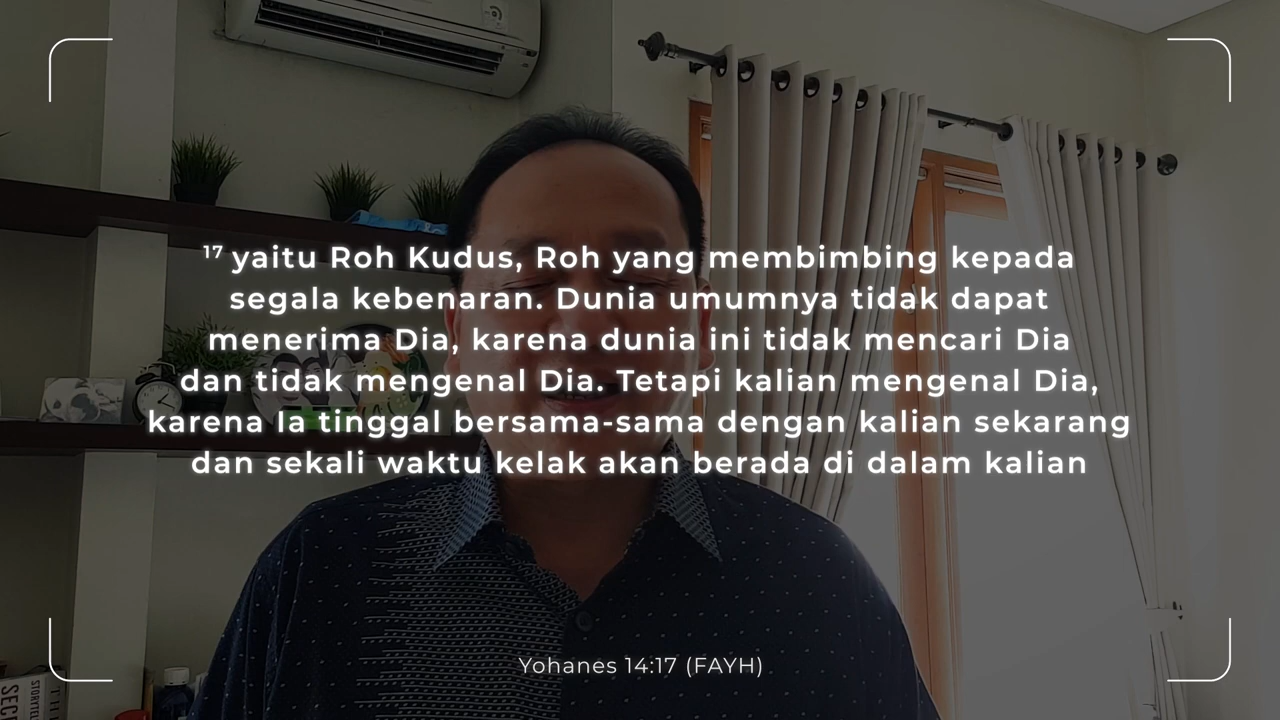 ¹⁷ yaitu Roh Kudus, Roh yang membimbing kepada
segala kebenaran. Dunia umumnya tidak dapat
menerima Dia, karena dunia ini tidak mencari Dia
dan tidak mengenal Dia. Tetapi kalian mengenal Dia,
karena Ia tinggal bersama-sama dengan kalian sekarang
dan sekali waktu kelak akan berada di dalam kalian
Yohanes 14:17 (FAYH)